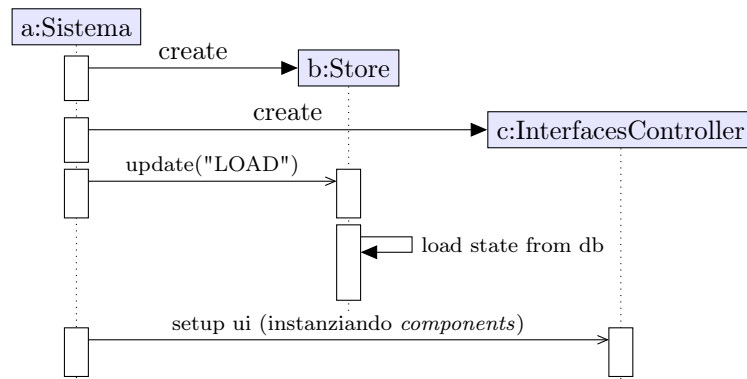 a:Sistema
create
b:Store
create
c:InterfacesController
update("LOAD")
load state from db
setup ui (instanziando components)